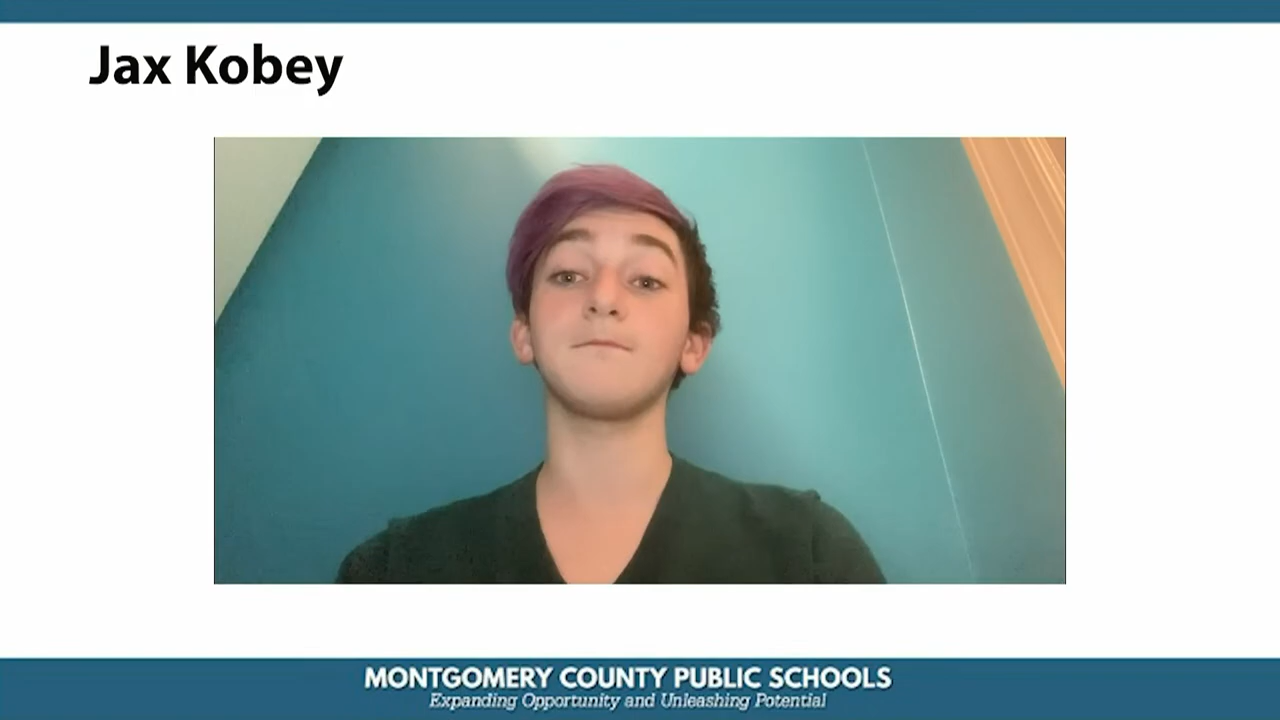 Jax Kobey
MONTGOMERY COUNTY PUBLIC SCHOOLS
Expanding Opportunity and Unleashing Potential